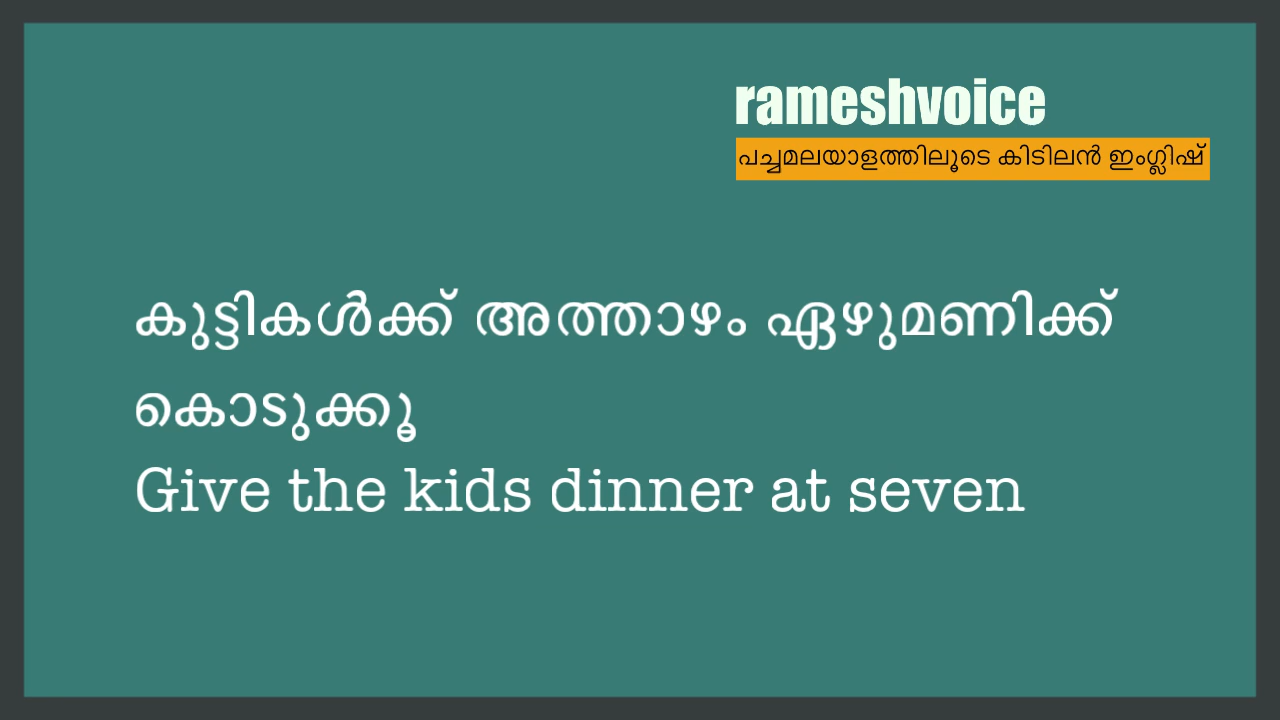 rameshvoice
പച്ചമലയാളത്തിലൂടെ കിടിലൻ ഇംഗ്ലിഷ്
കുട്ടികൾക്ക് അത്താഴം ഏഴുമണിക്ക്
കൊടുക്കൂ
Give the kids dinner at seven